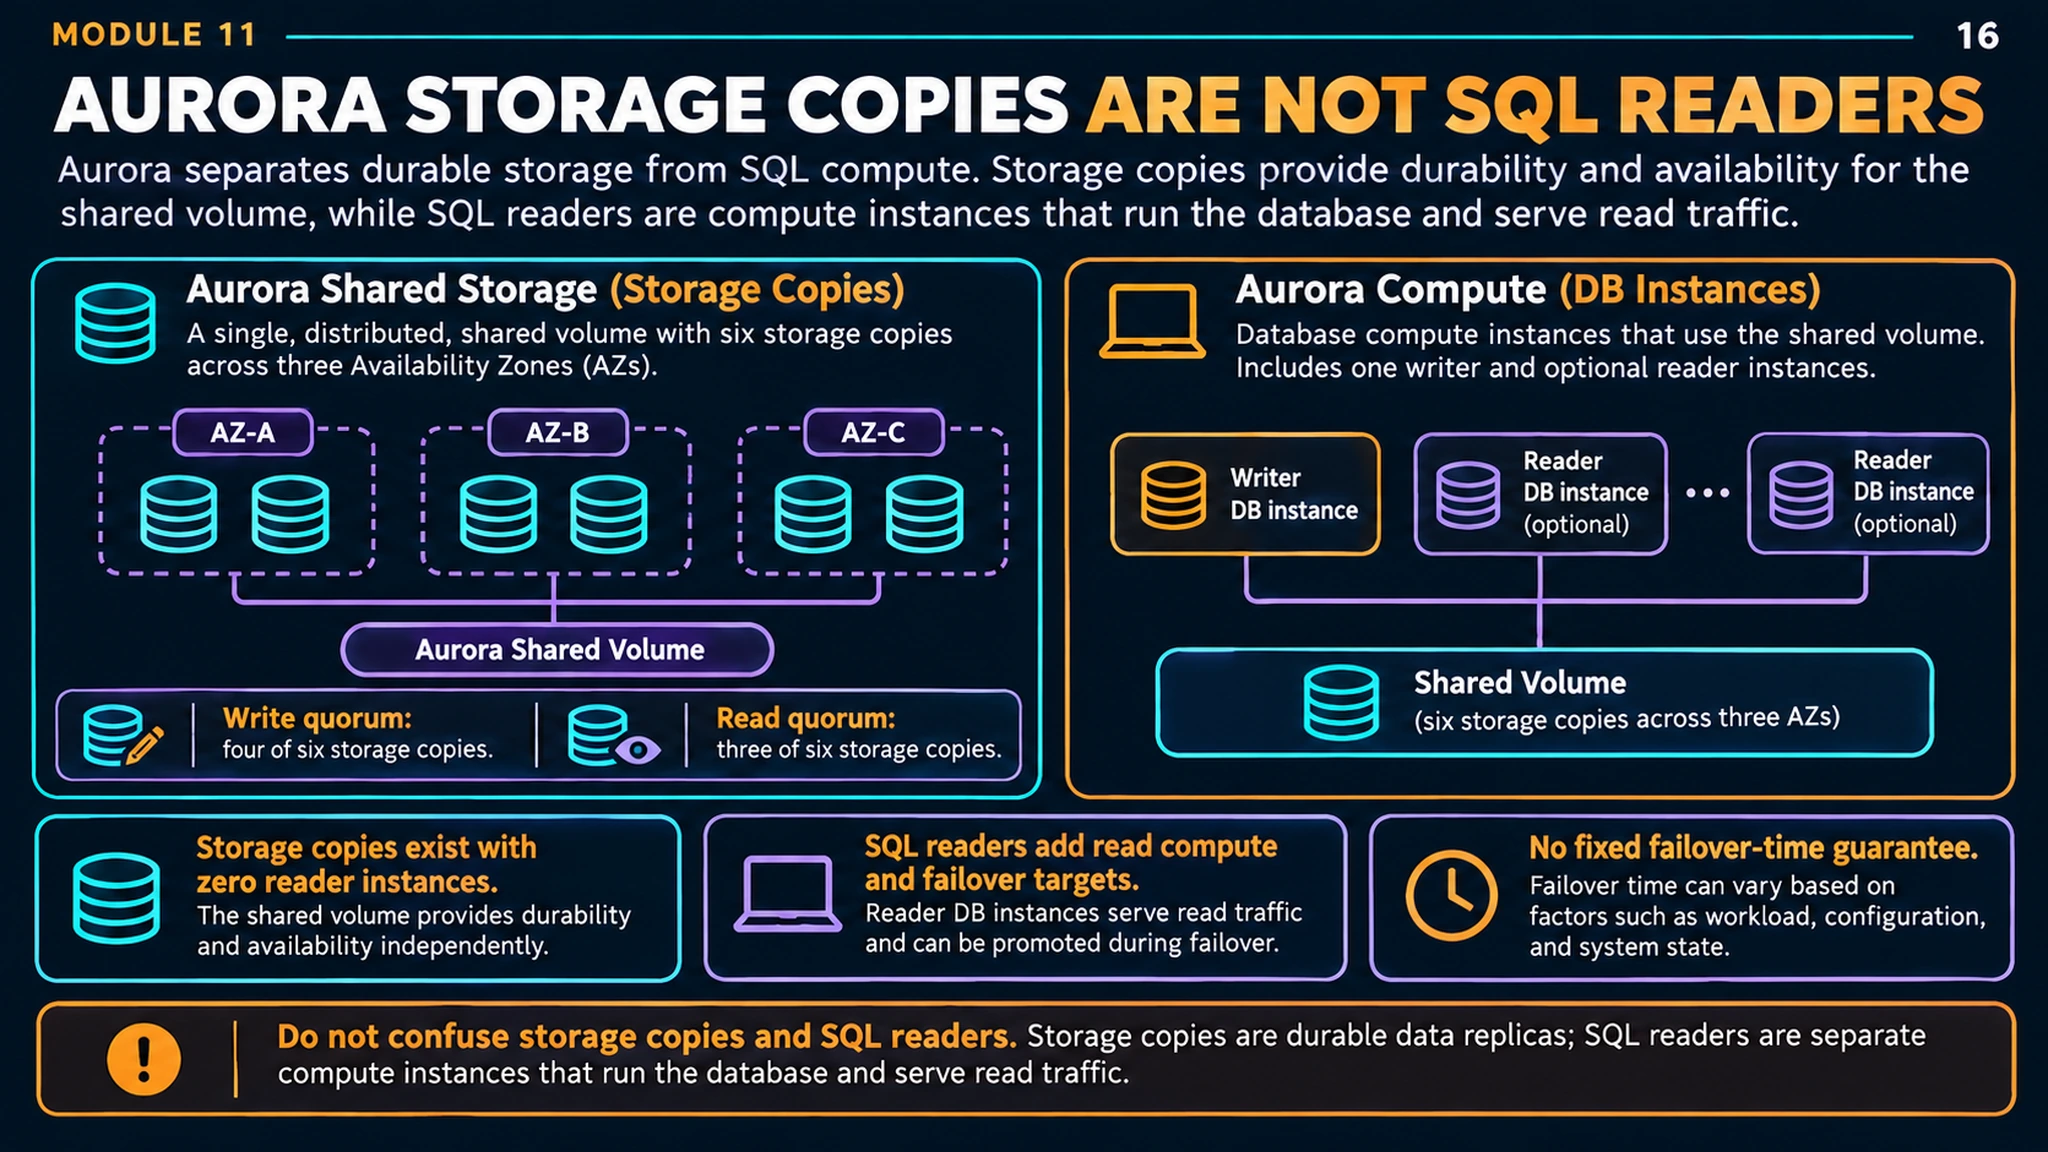 MODULE 11
16
AURORA STORAGE COPIES ARE NOT SQL READERS
Aurora separates durable storage from SQL compute. Storage copies provide durability and availability for the
shared volume, while SQL readers are compute instances that run the database and serve read traffic.
Aurora Shared Storage (Storage Copies)
A single, distributed, shared volume with six storage copies
across three Availability Zones (AZs).
AZ-A
AZ-B
AZ-C
Aurora Shared Volume
Write quorum:
four of six storage copies.
Read quorum:
three of six storage copies.
Aurora Compute (DB Instances)
Database compute instances that use the shared volume.
Includes one writer and optional reader instances.
Writer
DB instance
Reader
DB instance
(optional)
...
Reader
DB instance
(optional)
Shared Volume
(six storage copies across three AZs)
Storage copies exist with
zero reader instances.
The shared volume provides durability
and availability independently.
SQL readers add read compute
and failover targets.
Reader DB instances serve read traffic
and can be promoted during failover.
No fixed failover-time guarantee.
Failover time can vary based on
factors such as workload, configuration,
and system state.
!
Do not confuse storage copies and SQL readers. Storage copies are durable data replicas; SQL readers are separate
compute instances that run the database and serve read traffic.